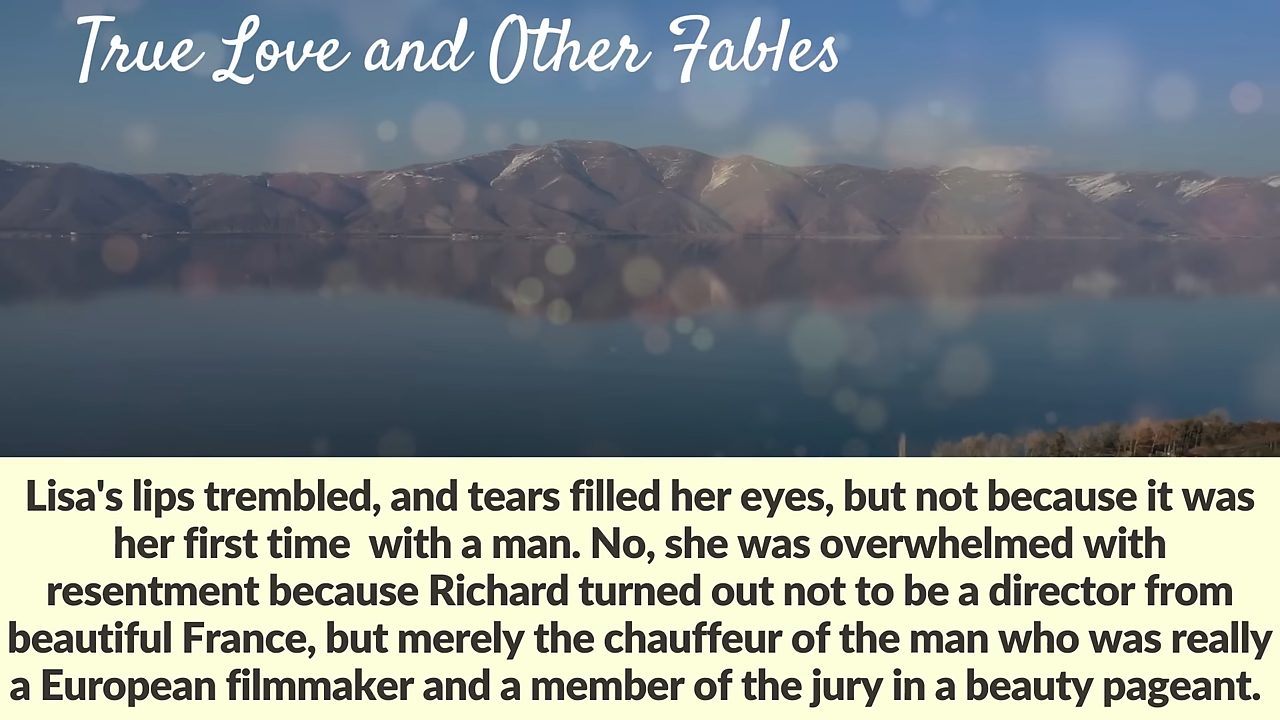 True Love and Other Fables
Lisa's lips trembled, and tears filled her eyes, but not because it was
her first time  with a man. No, she was overwhelmed with
resentment because Richard turned out not to be a director from
beautiful France, but merely the chauffeur of the man who was really
a European filmmaker and a member of the jury in a beauty pageant.